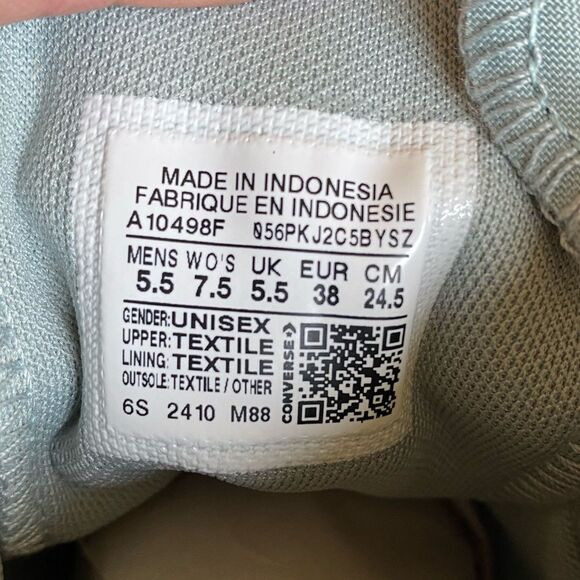 MADE IN INDONESIA
FABRIQUE EN INDONESIE
A10498F 056PKJ2C5BYSZ
MENS WO'S UK EUR CM
5.5 7.5 5.5 38 24.5
GENDER:UNISEX
UPPER:TEXTILE
LINING:TEXTILE
OUTSOLE:TEXTILE / OTHER
6S 2410 M88
CONVERSE